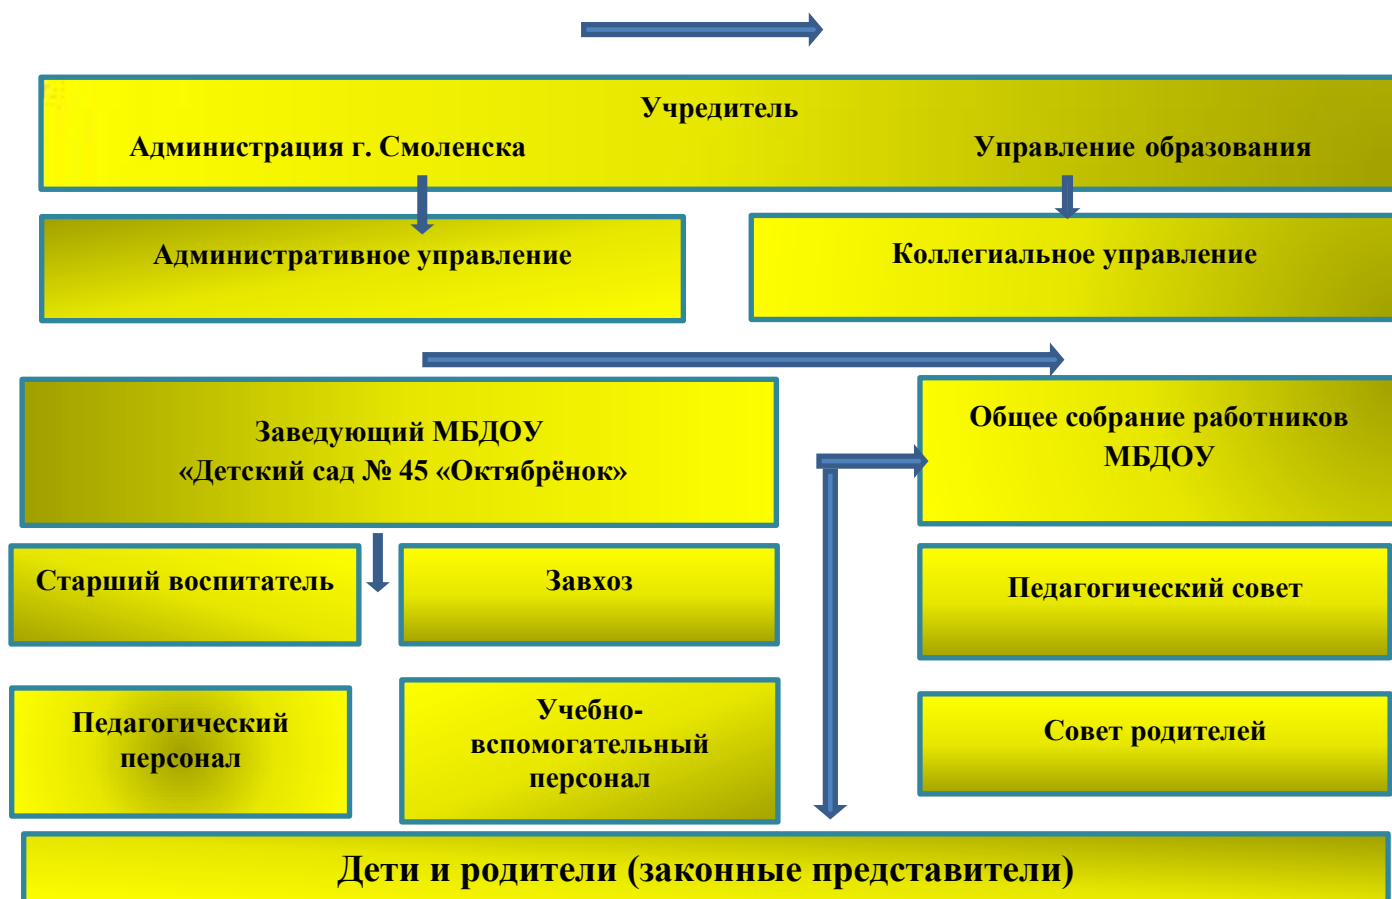 Учредитель
Администрация г. Смоленска
Управление образования
Административное управление
Коллегиальное управление
Заведующий МБДОУ
«Детский сад № 45 «Октябрёнок»
Общее собрание работников
МБДОУ
Старший воспитатель
Завхоз
Педагогический совет
Педагогический
персонал
Учебно-
вспомогательный
персонал
Совет родителей
Дети и родители (законные представители)